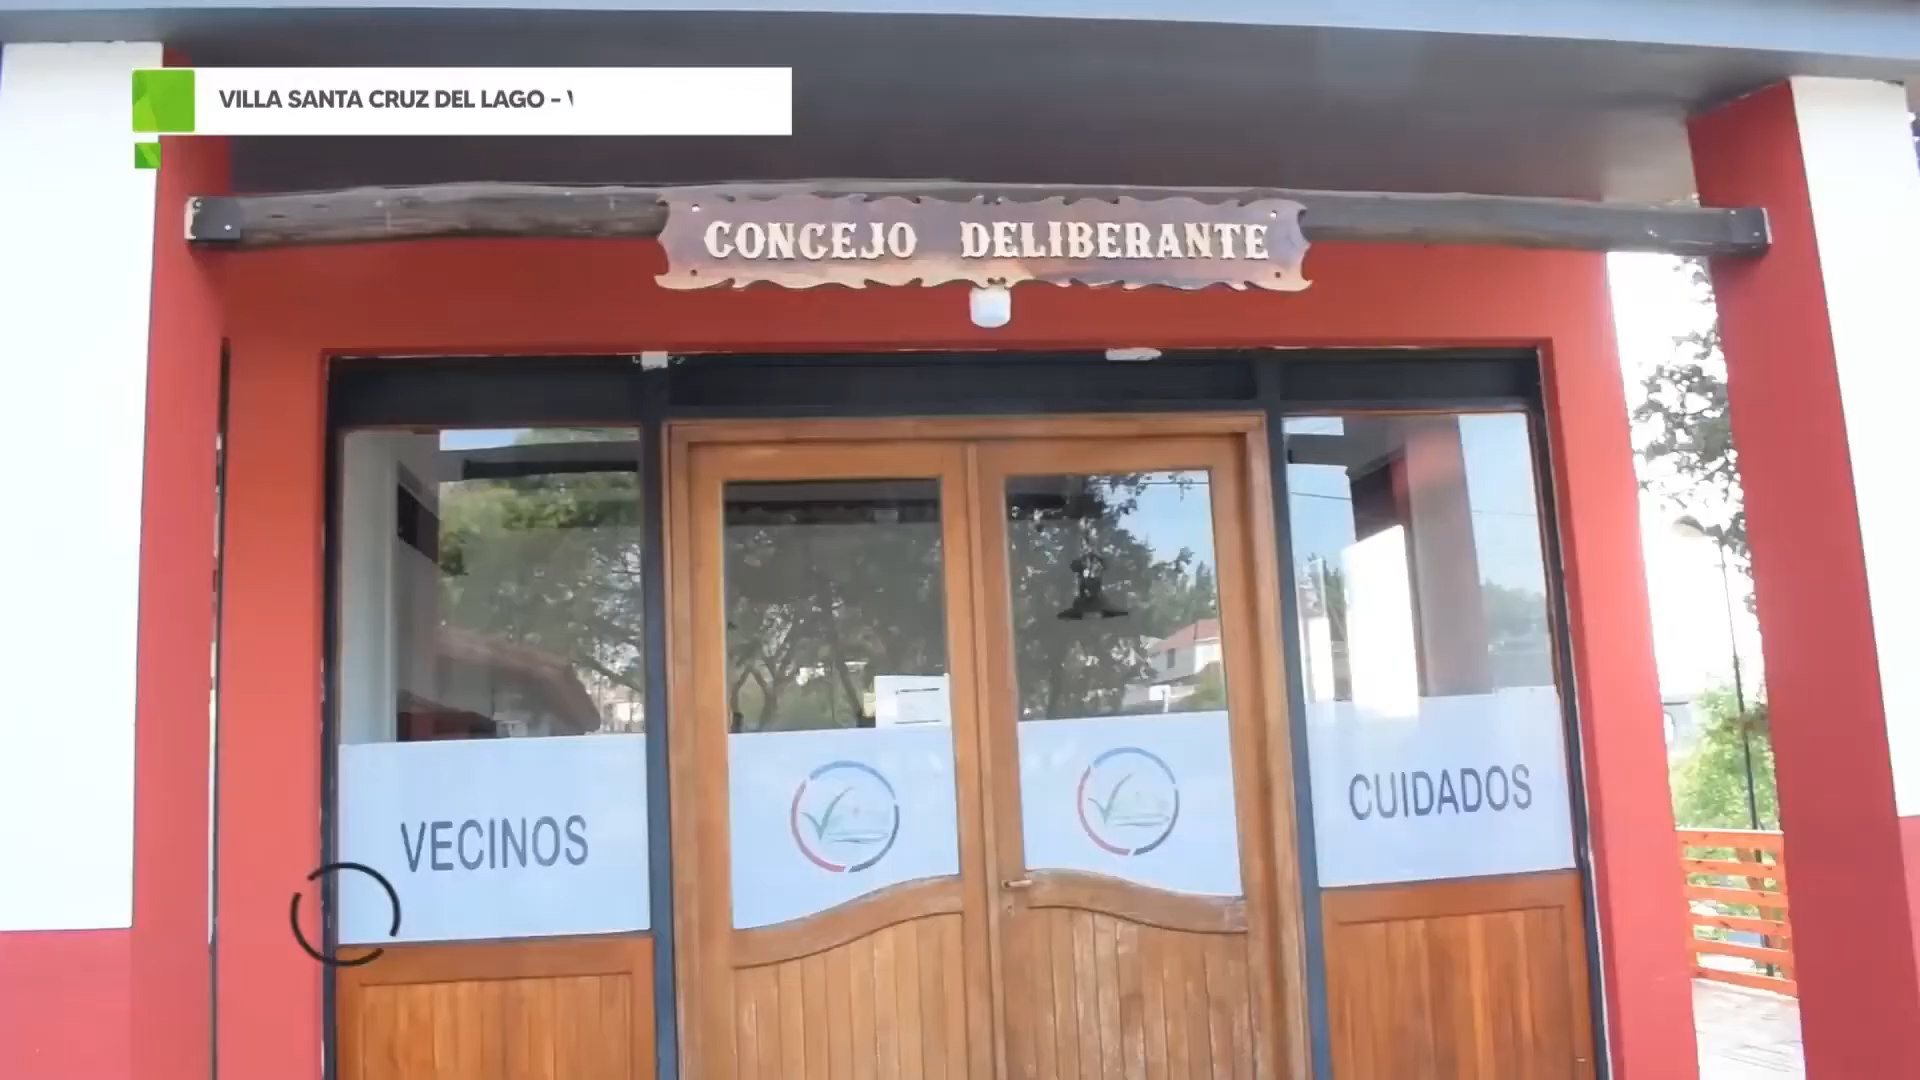 VILLA SANTA CRUZ DEL LAGO –
CONCEJO DELIBERANTE
VECINOS
CUIDADOS